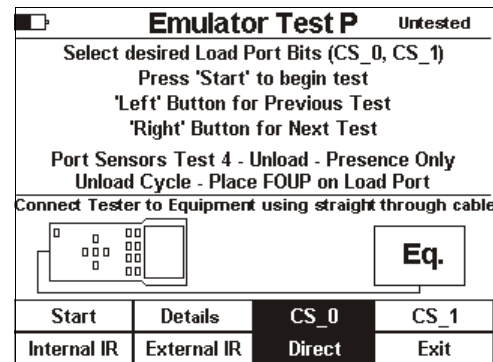 Emulator Test P Untested
Select desired Load Port Bits (CS_0, CS_1)
Press 'Start' to begin test
'Left' Button for Previous Test
'Right' Button for Next Test
Port Sensors Test 4 - Unload - Presence Only
Unload Cycle - Place FOUP on Load Port
Connect Tester to Equipment using straight through cable
Eq.
Start Details CS_0 CS_1
Internal IR External IR Direct Exit